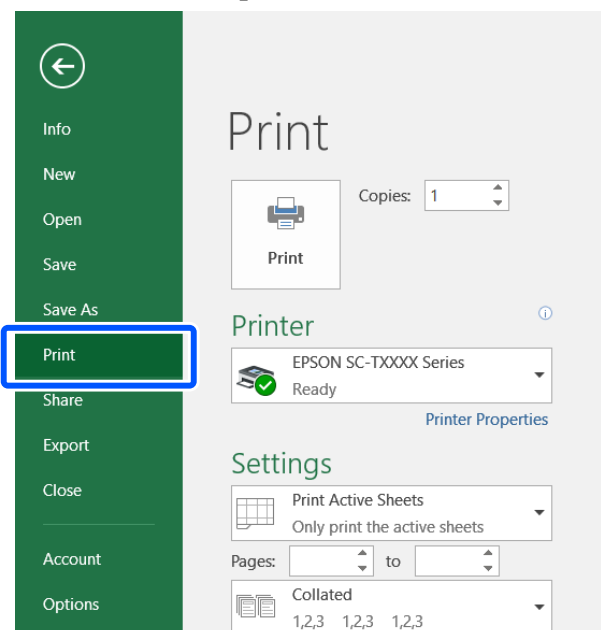 Info
New
Open
Save
Save As
Print
Share
Export
Close
Account
Options
Print
Copies: 1
Print
Printer
EPSON SC-TXXXX Series
Ready
Printer Properties
Settings
Print Active Sheets
Only print the active sheets
Pages: to
Collated
1,2,3 1,2,3 1,2,3